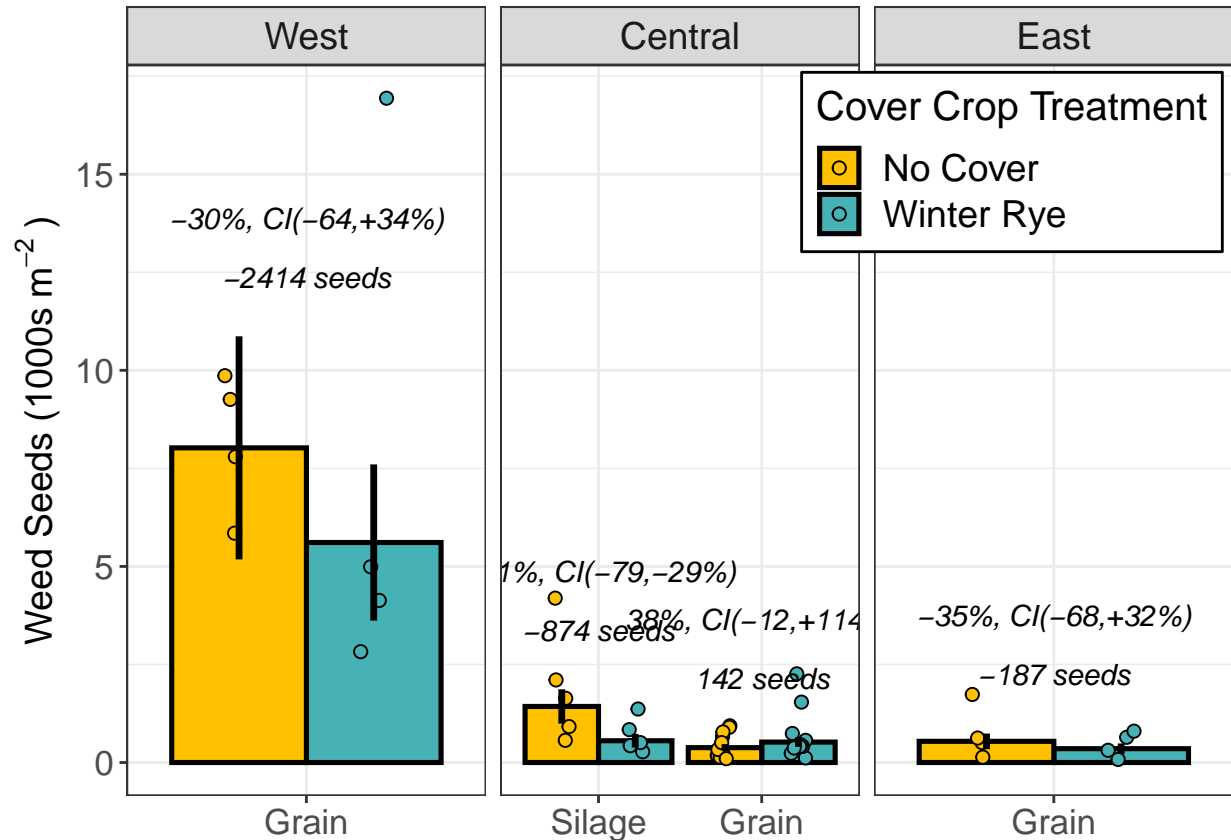 West
Central
East
Cover Crop Treatment
No Cover
Winter Rye
Weed Seeds (1000s m⁻²)
15
10
5
0
−30%, CI(−64,+34%)
−2414 seeds
1%, CI(−79,−29%)
−874 seeds
38%, CI(−12,+114
142 seeds
−35%, CI(−68,+32%)
−187 seeds
Grain
Silage
Grain
Grain